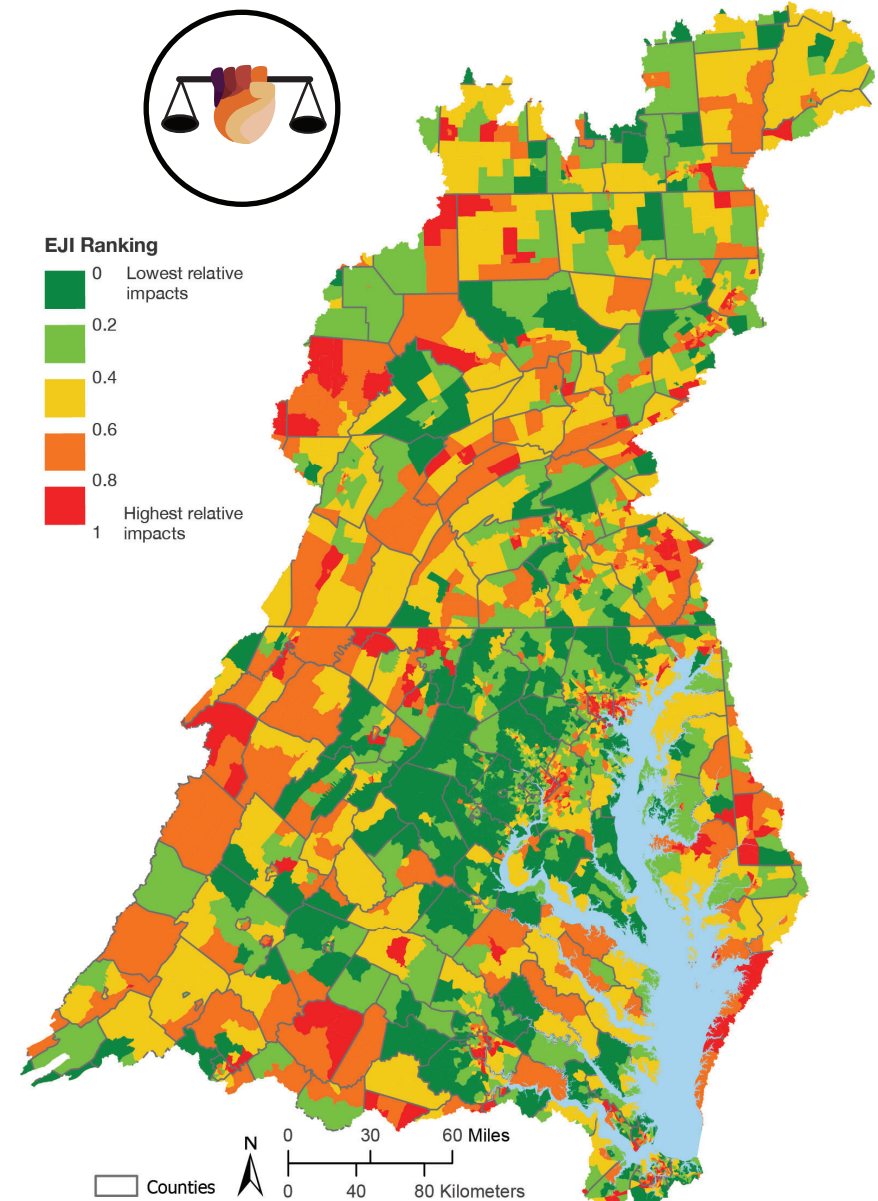 EJI Ranking
0 Lowest relative
impacts
0.2
0.4
0.6
0.8
Highest relative
1 impacts
N
0 30 60 Miles
0 40 80 Kilometers
Counties